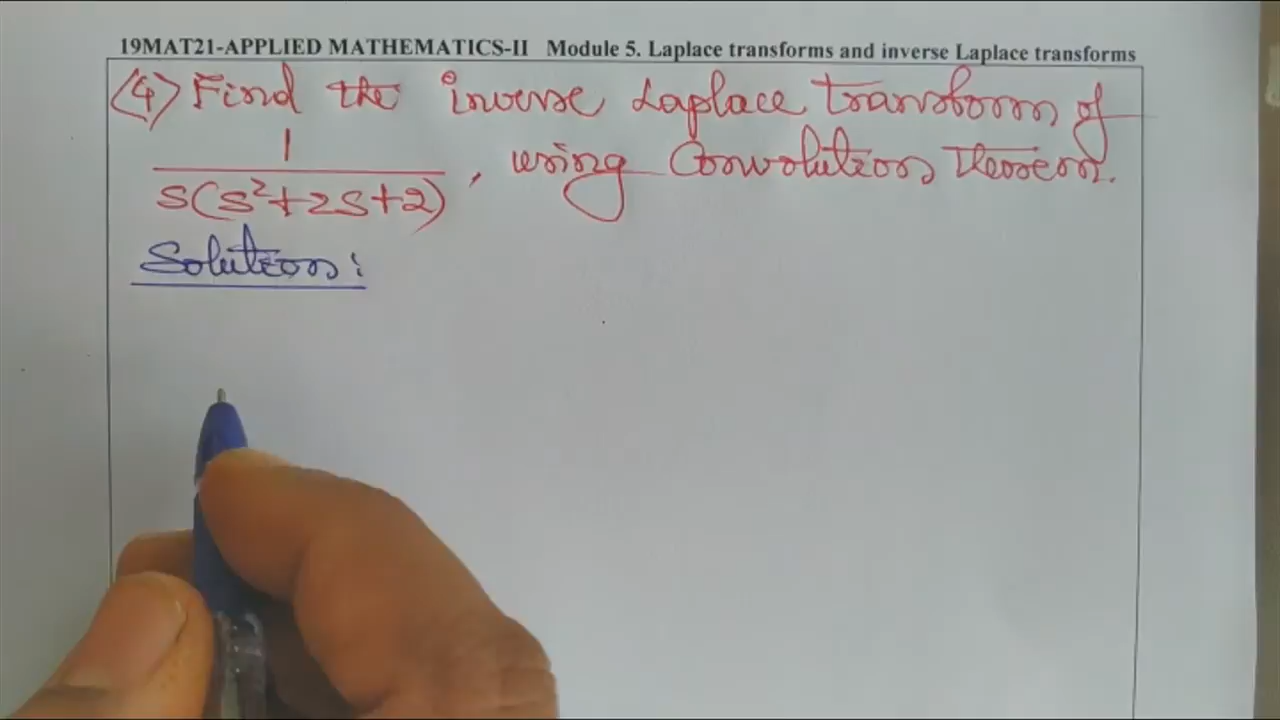 19MAT21-APPLIED MATHEMATICS-II Module 5. Laplace transforms and inverse Laplace transforms
(4) Find the inverse Laplace transform of
1
s(s²+2s+2) , using Convolution theorem.
Solution: